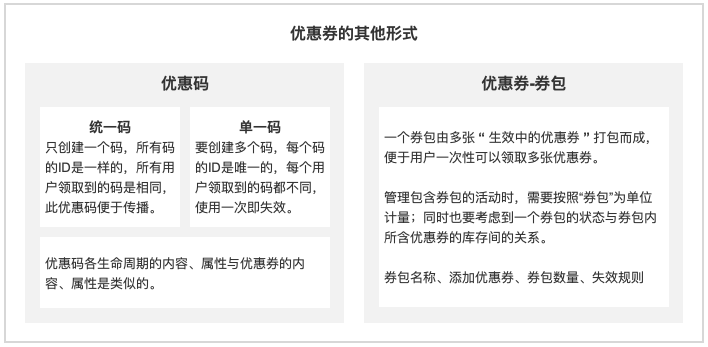 优惠券的其他形式
优惠码
统一码
只创建一个码，所有码
的ID是一样的，所有用
户领取到的码是相同，
此优惠码便于传播。
单一码
要创建多个码，每个码
的ID是唯一的，每个用
户领取到的码都不同，
使用一次即失效。
优惠码各生命周期的内容、属性与优惠券的内
容、属性是类似的。
优惠券-券包
一个券包由多张“生效中的优惠券”打包而成，
便于用户一次性可以领取多张优惠券。
管理包含券包的活动时，需要按照“券包”为单位
计量；同时也要考虑到一个券包的状态与券包内
所含优惠券的库存间的关系。
券包名称、添加优惠券、券包数量、失效规则